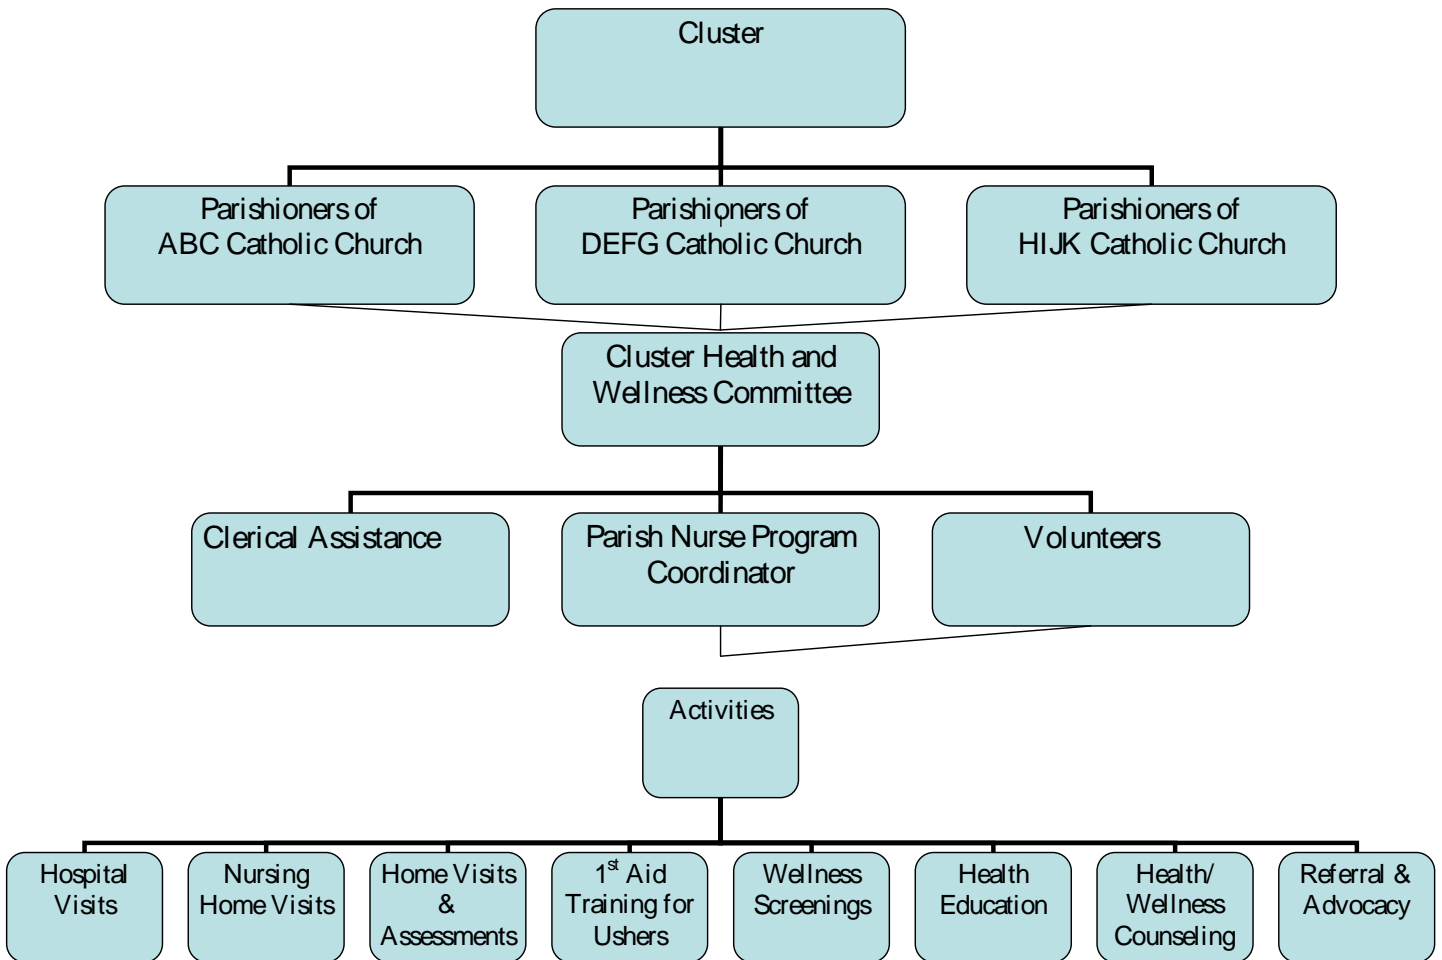 Cluster
Parishioners of
ABC Catholic Church
Parishioners of
DEFG Catholic Church
Parishioners of
HIJK Catholic Church
Cluster Health and
Wellness Committee
Clerical Assistance
Parish Nurse Program
Coordinator
Volunteers
Activities
Hospital
Visits
Nursing
Home Visits
Home Visits
&
Assessments
1st Aid
Training for
Ushers
Wellness
Screenings
Health
Education
Health/
Wellness
Counseling
Referral &
Advocacy